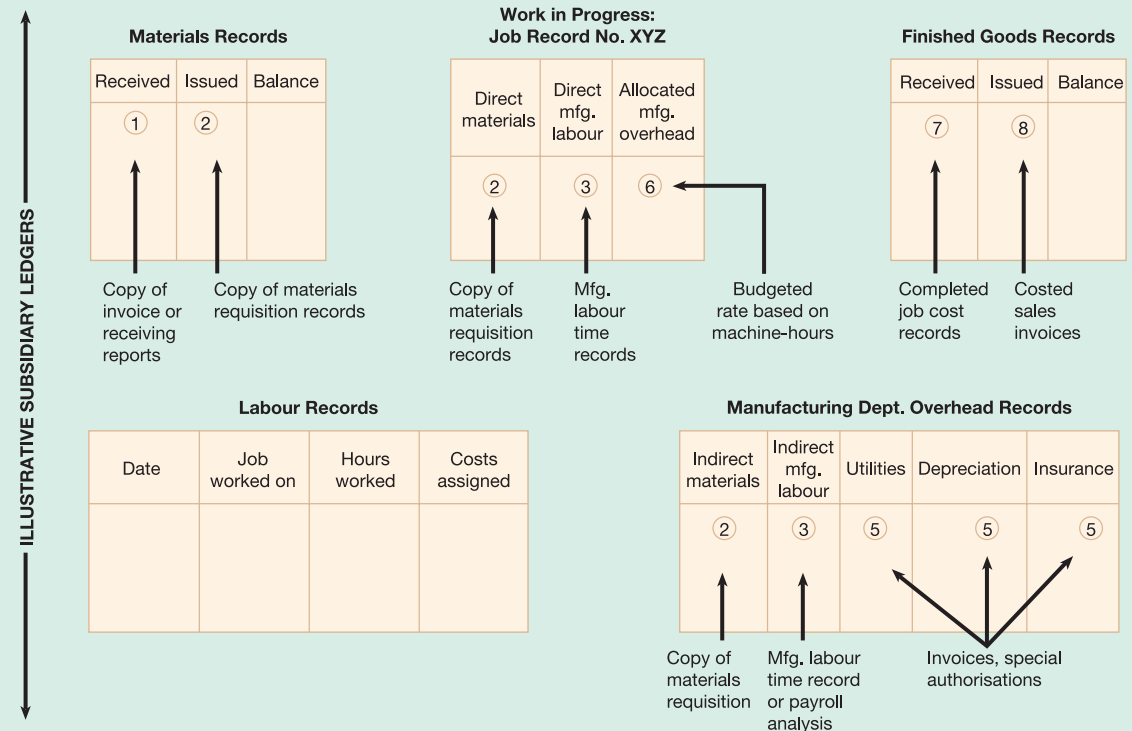 ILLUSTRATIVE SUBSIDIARY LEDGERS
Materials Records
Received Issued Balance
1 2
Copy of
invoice or
receiving
reports
Copy of materials
requisition records
Work in Progress:
Job Record No. XYZ
Direct
materials
Direct
mfg.
labour
Allocated
mfg.
overhead
2 3 6
Copy of
materials
requisition
records
Mfg.
labour
time
records
Budgeted
rate based on
machine-hours
Finished Goods Records
Received Issued Balance
7 8
Completed
job cost
records
Costed
sales
invoices
Labour Records
Date
Job
worked on
Hours
worked
Costs
assigned
Manufacturing Dept. Overhead Records
Indirect
materials
Indirect
mfg.
labour
Utilities
Depreciation
Insurance
2 3 5 5 5
Copy of
materials
requisition
Mfg. labour
time record
or payroll
analysis
Invoices, special
authorisations